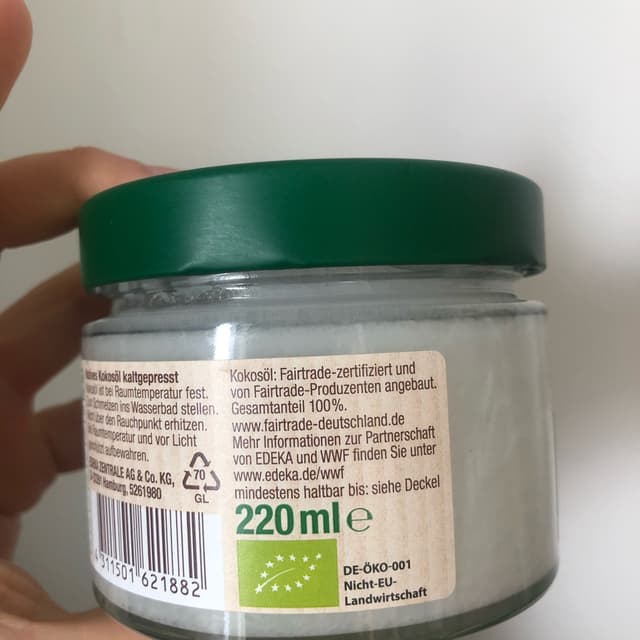 Kokosöl kaltgepresst
ist bei Raumtemperatur fest.
Schmelzen ins Wasserbad stellen.
über den Rauchpunkt erhitzen.
Raumtemperatur und vor Licht
aufbewahren.
ZENTRALE AG & Co. KG,
Hamburg, 5261980
70
GL
311501 621882
Kokosöl: Fairtrade-zertifiziert und
von Fairtrade-Produzenten angebaut.
Gesamtanteil 100%.
www.fairtrade-deutschland.de
Mehr Informationen zur Partnerschaft
von EDEKA und WWF finden Sie unter
www.edeka.de/wwf
mindestens haltbar bis: siehe Deckel
220 ml e
DE-ÖKO-001
Nicht-EU-
Landwirtschaft